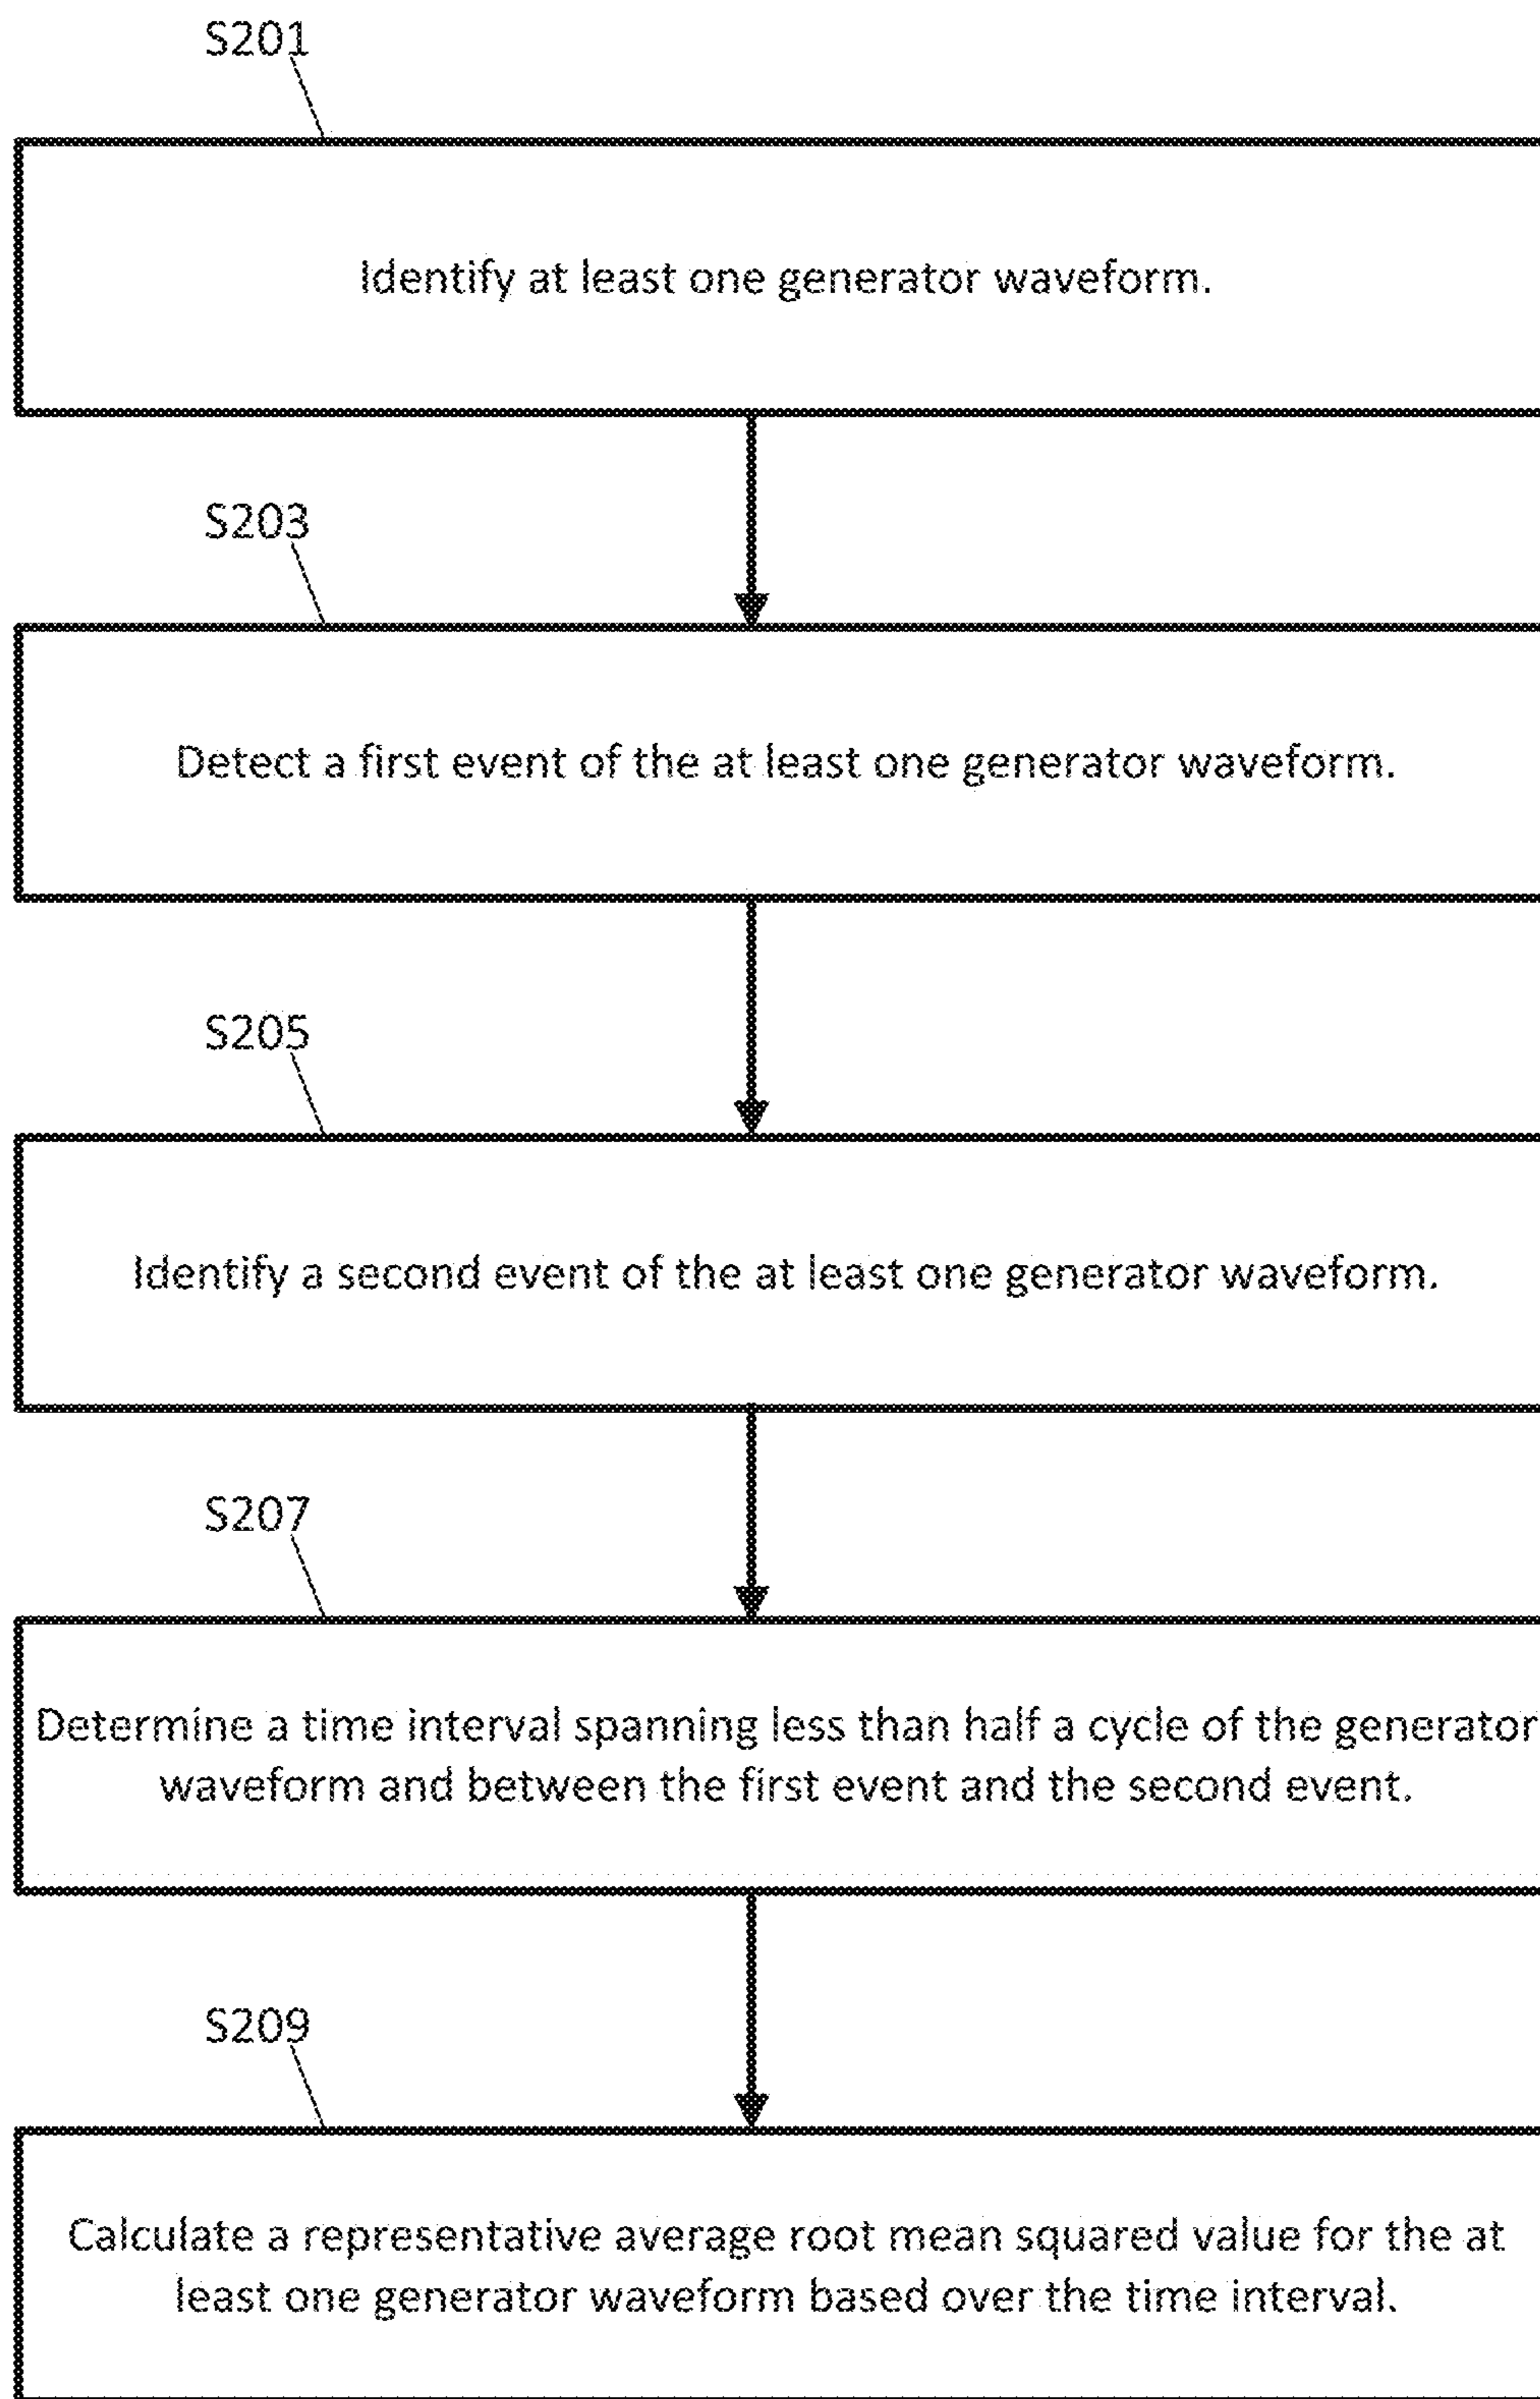 S201
Identify at least one generator waveform.
S203
Detect a first event of the at least one generator waveform.
S205
Identify a second event of the at least one generator waveform.
S207
Determine a time interval spanning less than half a cycle of the generator
waveform and between the first event and the second event.
S209
Calculate a representative average root mean squared value for the at
least one generator waveform based over the time interval.